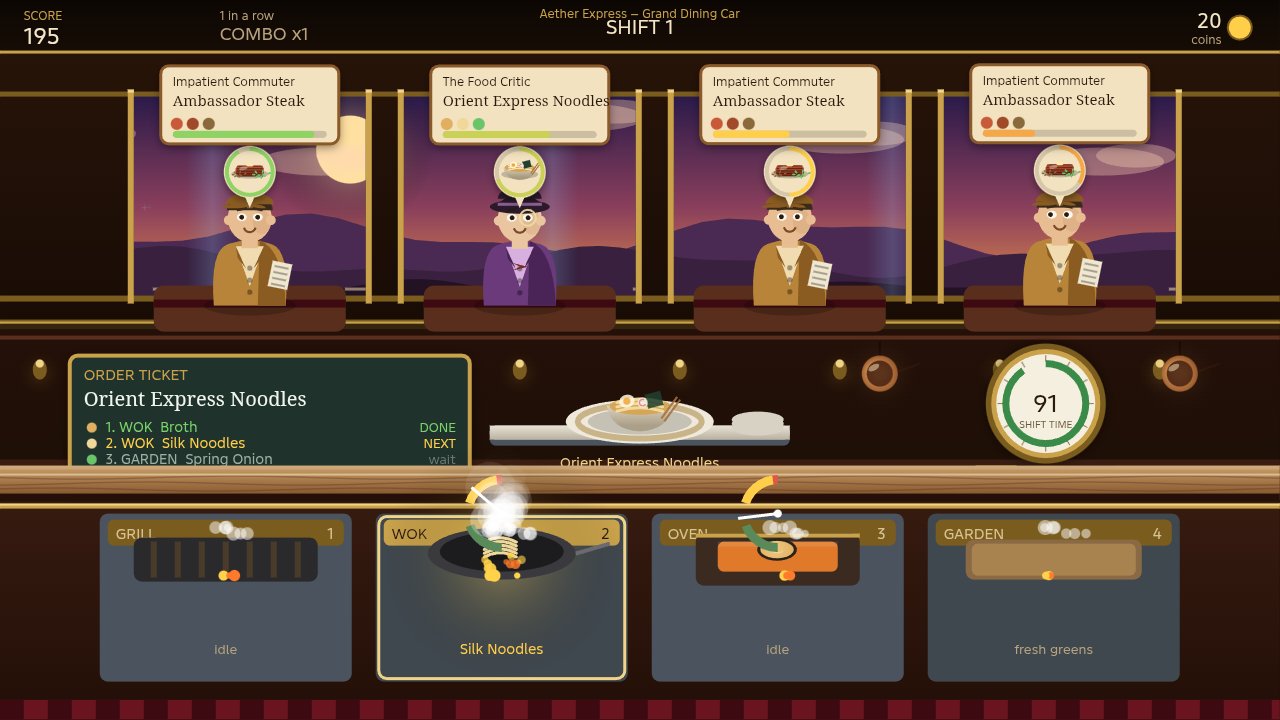 SCORE
195
1 in a row
COMBO x1
Aether Express – Grand Dining Car
SHIFT 1
20
coins
Impatient Commuter
Ambassador Steak
The Food Critic
Orient Express Noodles
Impatient Commuter
Ambassador Steak
Impatient Commuter
Ambassador Steak
ORDER TICKET
Orient Express Noodles
1. WOK Broth DONE
2. WOK Silk Noodles NEXT
3. GARDEN Spring Onion wait
Orient Express Noodles
91
SHIFT TIME
GRILL 1
WOK 2
OVEN 3
GARDEN 4
idle
Silk Noodles
idle
fresh greens